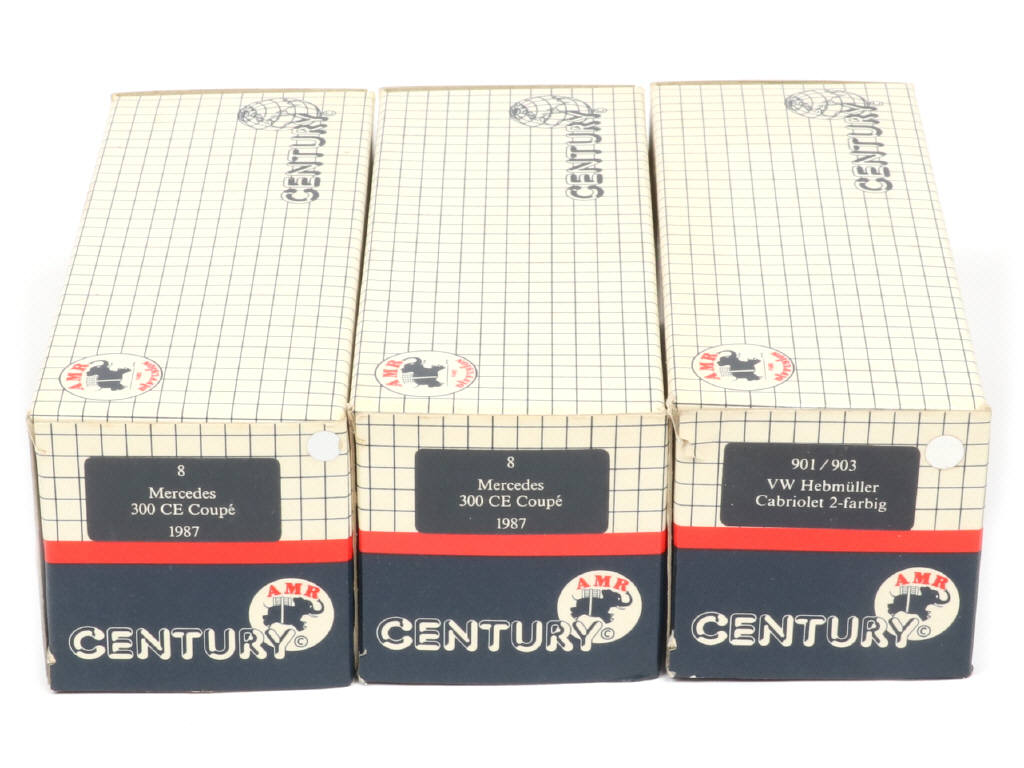 CENTURY©
CENTURY©
CENTURY©
AMR
AMR
AMR
8
Mercedes
300 CE Coupé
1987
8
Mercedes
300 CE Coupé
1987
901/903
VW Hebmüller
Cabriolet 2-farbig
AMR
CENTURY©
AMR
CENTURY©
AMR
CENTURY©